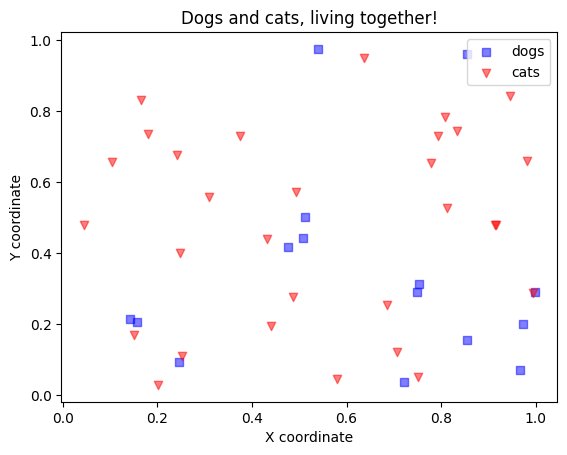 Dogs and cats, living together!
dogs
cats
1.0
0.8
0.6
0.4
0.2
0.0
Y coordinate
0.0 0.2 0.4 0.6 0.8 1.0
X coordinate